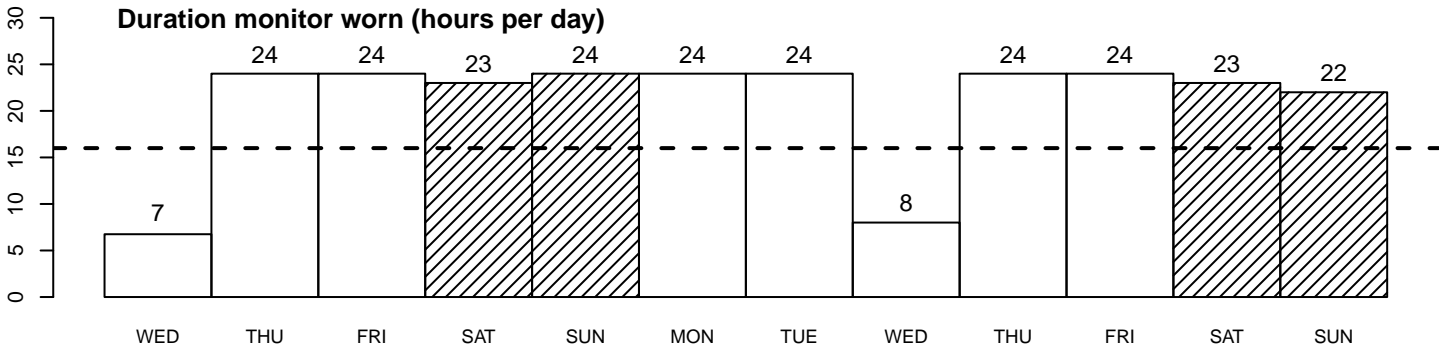 Duration monitor worn (hours per day)
30
25
20
15
10
5
0
7 24 24 23 24 24 24 8 24 24 23 22
WED THU FRI SAT SUN MON TUE WED THU FRI SAT SUN